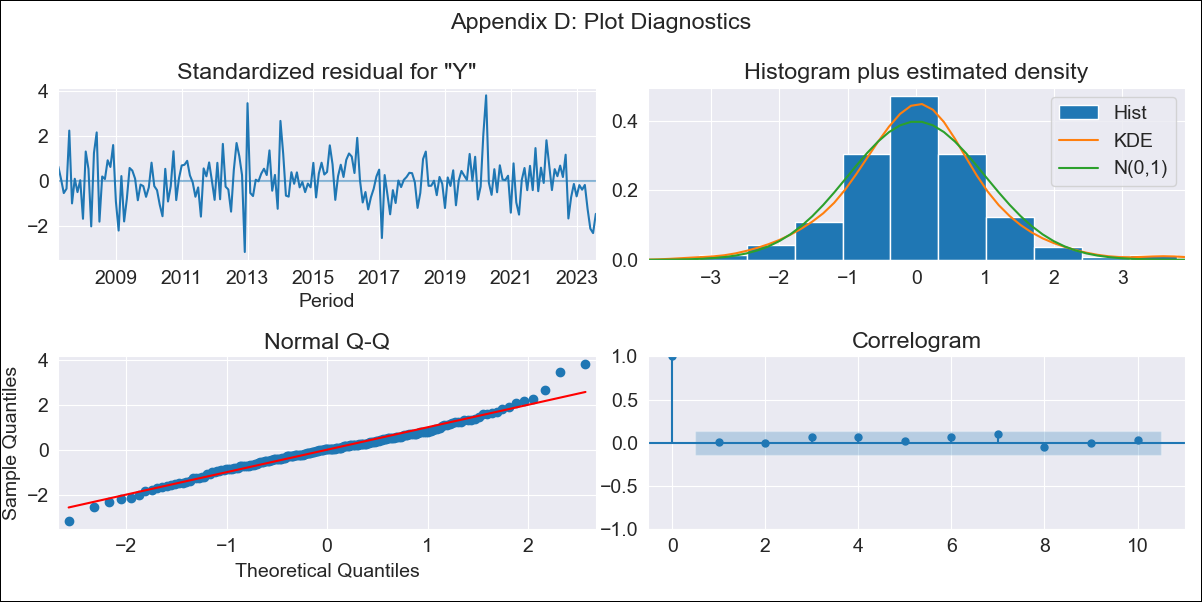 Appendix D: Plot Diagnostics
Standardized residual for "Y"
4
2
0
−2
2009 2011 2013 2015 2017 2019 2021 2023
Period
Histogram plus estimated density
0.4
0.2
0.0
−3 −2 −1 0 1 2 3
Hist
KDE
N(0,1)
Normal Q-Q
Sample Quantiles
4
2
0
−2
−2 −1 0 1 2
Theoretical Quantiles
Correlogram
1.0
0.5
0.0
−0.5
−1.0
0 2 4 6 8 10